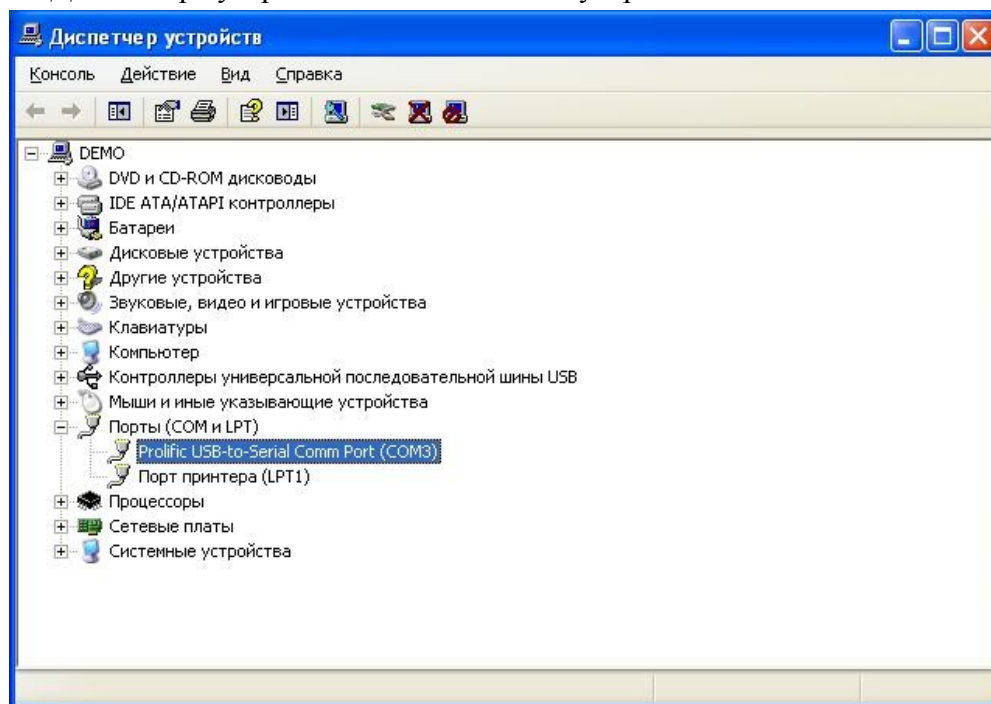 Диспетчер устройств
Консоль Действие Вид Справка
DEMO
DVD и CD-ROM дисководы
IDE ATA/ATAPI контроллеры
Батареи
Дисковые устройства
Другие устройства
Звуковые, видео и игровые устройства
Клавиатуры
Компьютер
Контроллеры универсальной последовательной шины USB
Мыши и иные указывающие устройства
Порты (COM и LPT)
Prolific USB-to-Serial Comm Port (COM3)
Порт принтера (LPT1)
Процессоры
Сетевые платы
Системные устройства